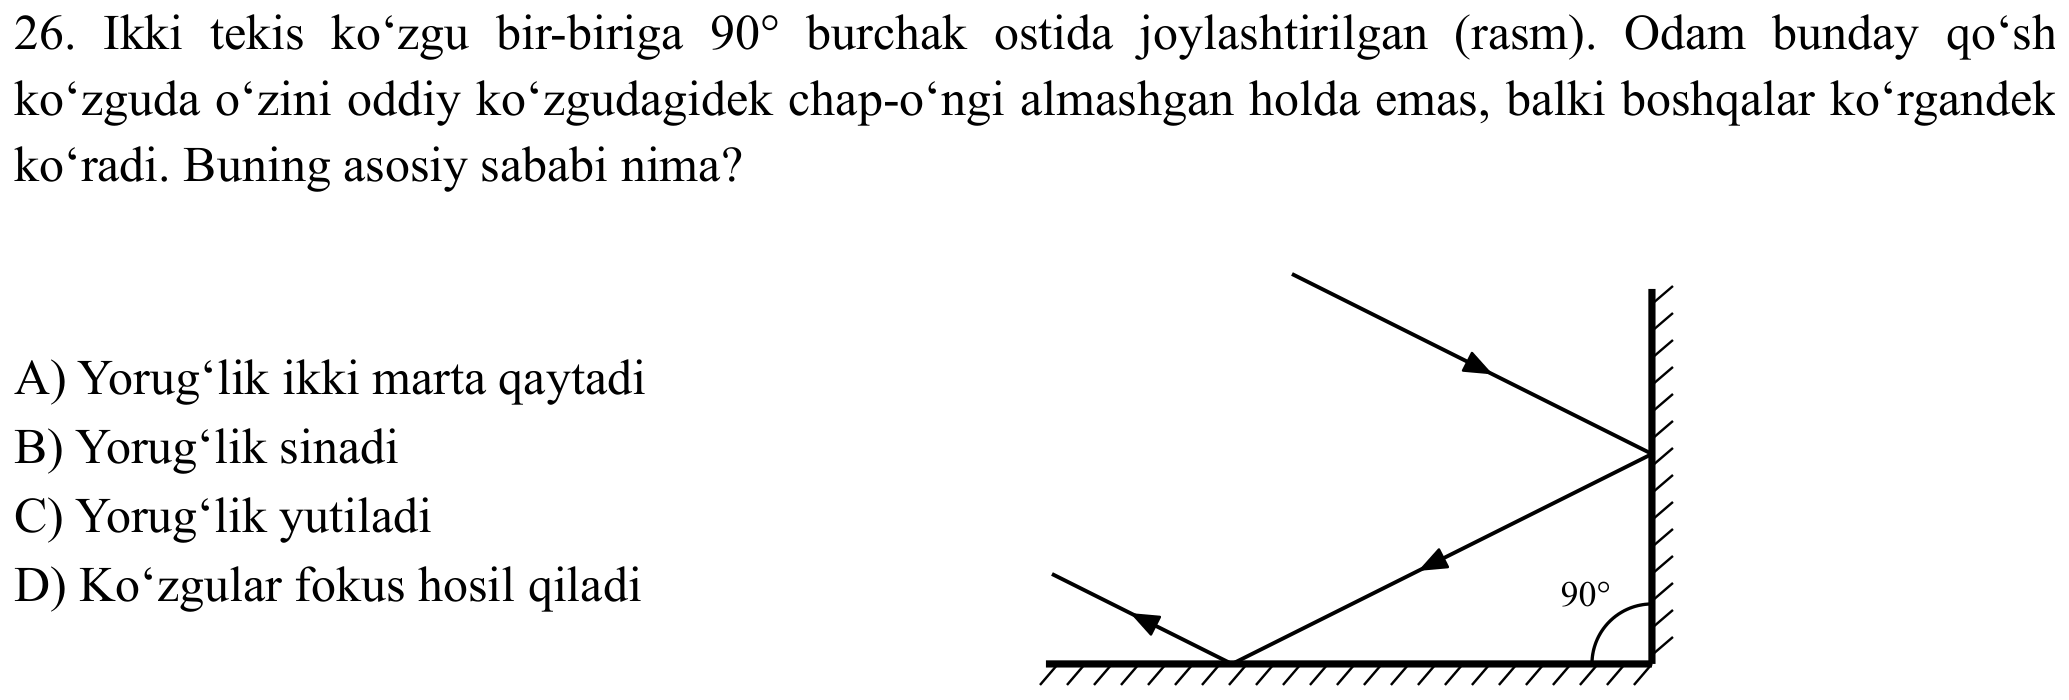 26. Ikki tekis ko‘zgu bir-biriga 90° burchak ostida joylashtirilgan (rasm). Odam bunday qo‘sh
ko‘zguda o‘zini oddiy ko‘zgudagidek chap-o‘ngi almashgan holda emas, balki boshqalar ko‘rgandek
ko‘radi. Buning asosiy sababi nima?
A) Yorug‘lik ikki marta qaytadi
B) Yorug‘lik sinadi
C) Yorug‘lik yutiladi
D) Ko‘zgular fokus hosil qiladi
90°